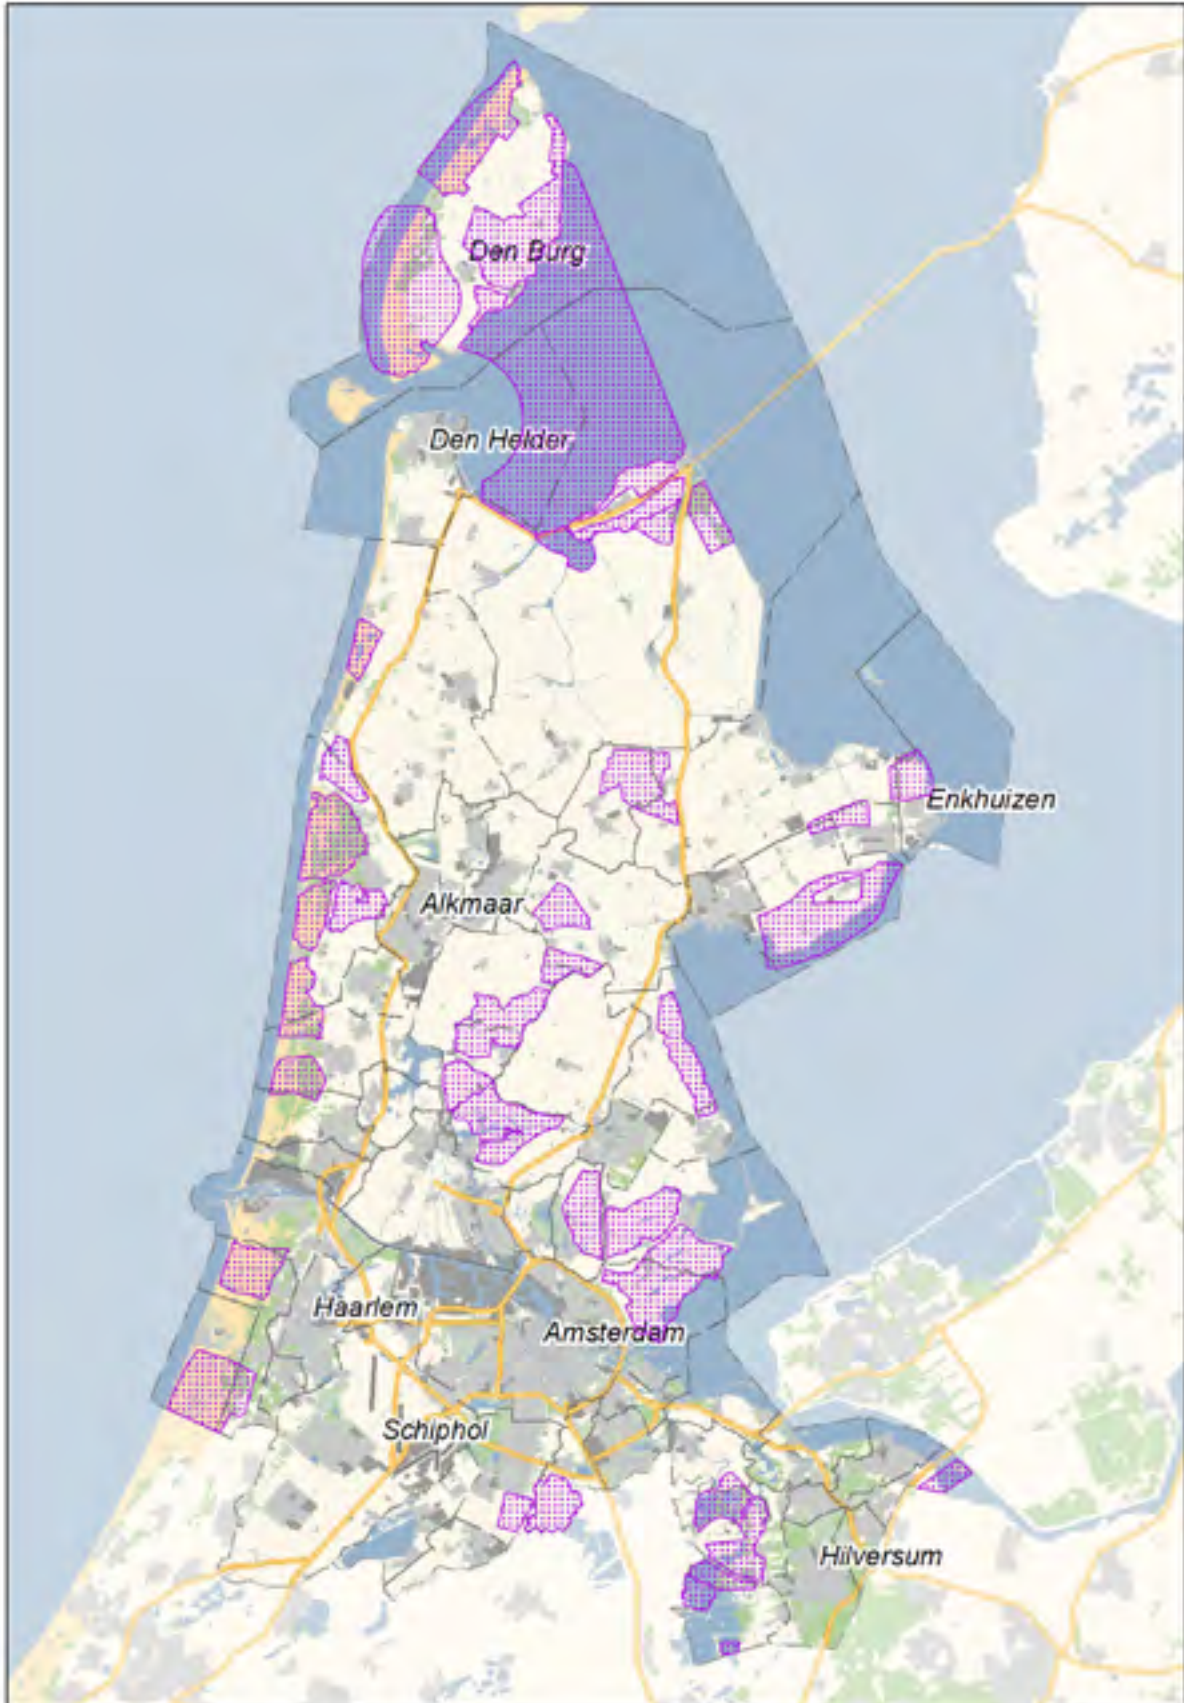 Den Burg
Den Helder
Enkhuizen
Alkmaar
Haarlem
Amsterdam
Schiphol
Hilversum